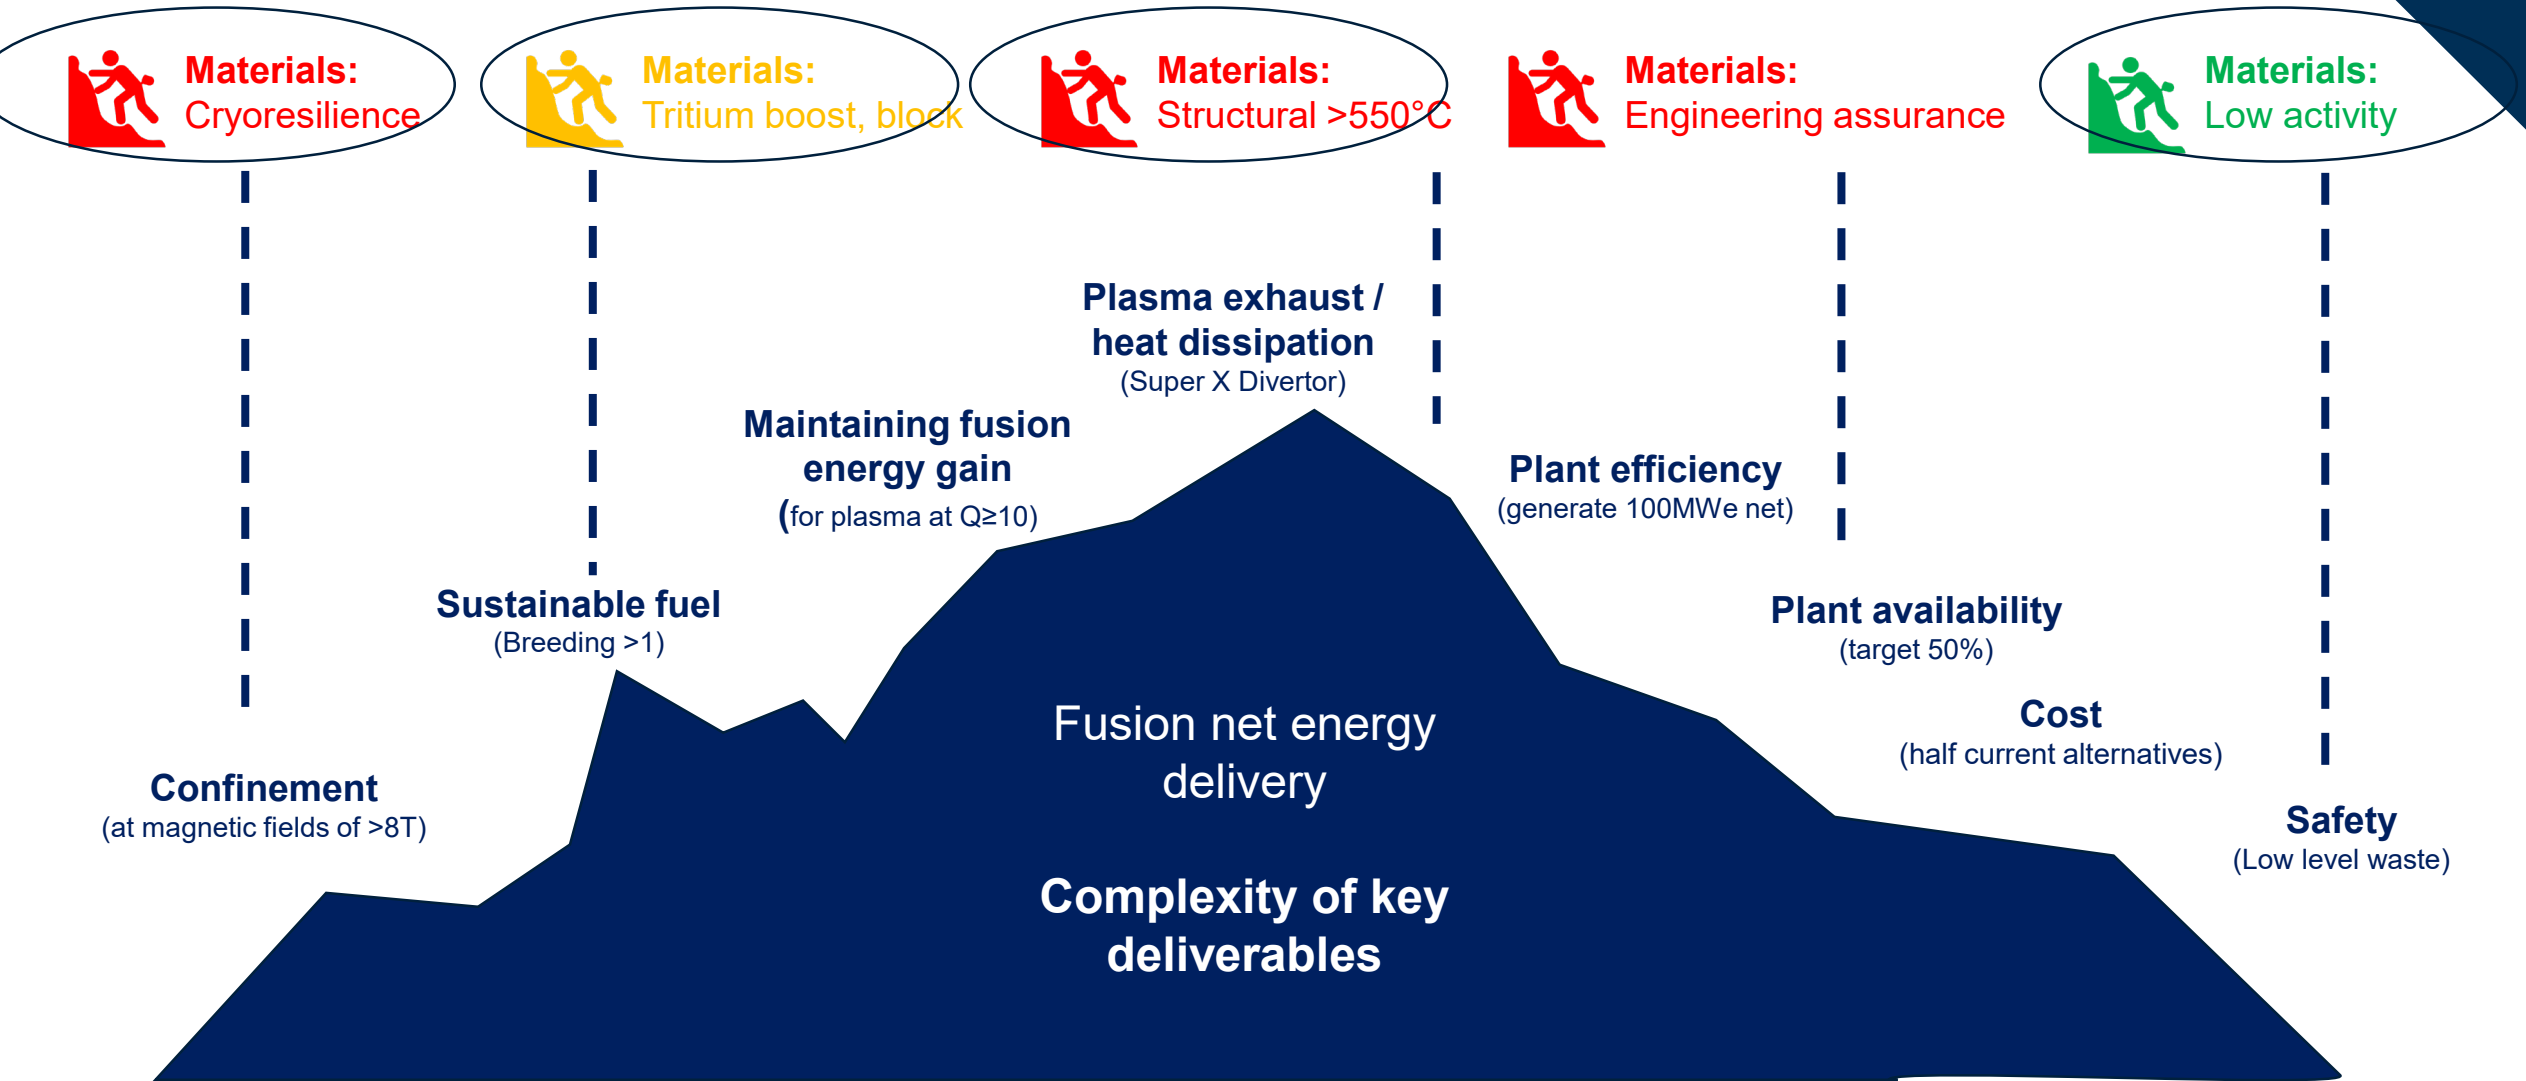 Materials:
Cryoresilience
Materials:
Tritium boost, block
Materials:
Structural >550°C
Materials:
Engineering assurance
Materials:
Low activity
Plasma exhaust /
heat dissipation
(Super X Divertor)
Maintaining fusion
energy gain
(for plasma at Q≥10)
Plant efficiency
(generate 100MWe net)
Sustainable fuel
(Breeding >1)
Plant availability
(target 50%)
Cost
(half current alternatives)
Confinement
(at magnetic fields of >8T)
Safety
(Low level waste)
Fusion net energy
delivery
Complexity of key
deliverables